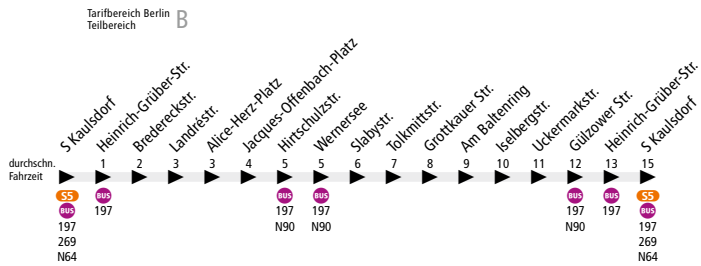 Tarifbereich Berlin
Teilbereich B
S Kaulsdorf
Heinrich-Grüber-Str.
Bredereckstr.
Landréstr.
Alice-Herz-Platz
Jacques-Offenbach-Platz
Hirtschulzstr.
Wernersee
Slabystr.
Tolkmittstr.
Grottkauer Str.
Am Baltenring
Iselbergstr.
Uckermarkstr.
Gülzower Str.
Heinrich-Grüber-Str.
S Kaulsdorf
durchschn. 1 2 3 3 4 5 5 6 7 8 9 10 11 12 13 15
Fahrzeit
S5 BUS BUS BUS BUS BUS S5
BUS 197 197 197 197 197 BUS
197 N90 N90 N90 197
269 269
N64 N64